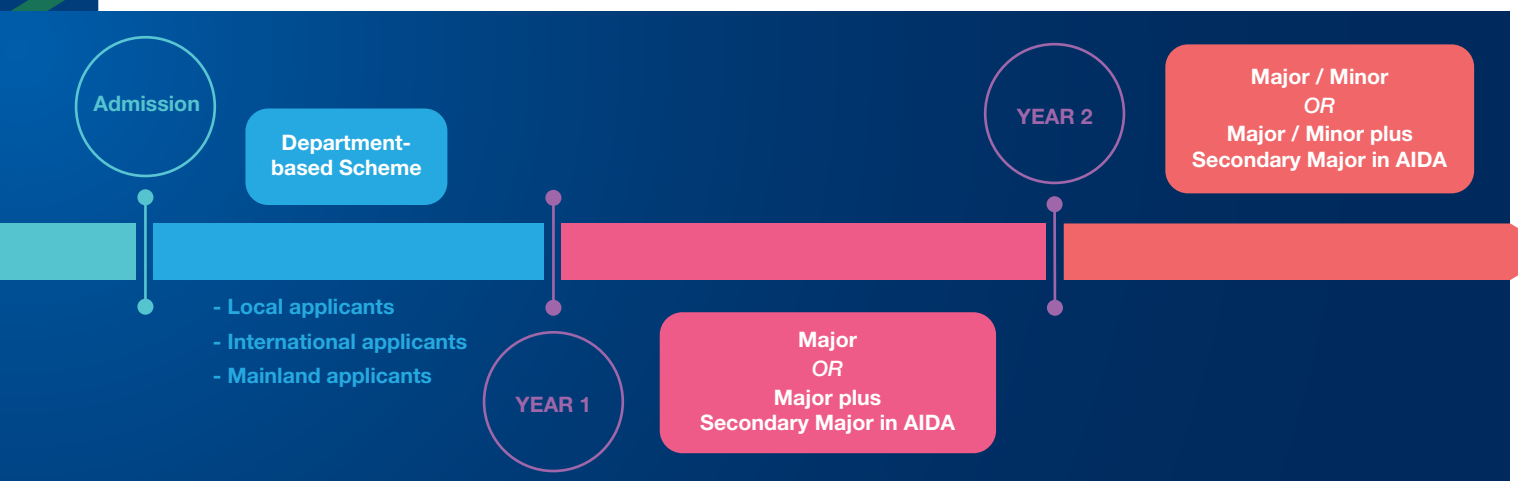 Admission
Department-
based Scheme
- Local applicants
- International applicants
- Mainland applicants
YEAR 1
Major
OR
Major plus
Secondary Major in AIDA
YEAR 2
Major / Minor
OR
Major / Minor plus
Secondary Major in AIDA